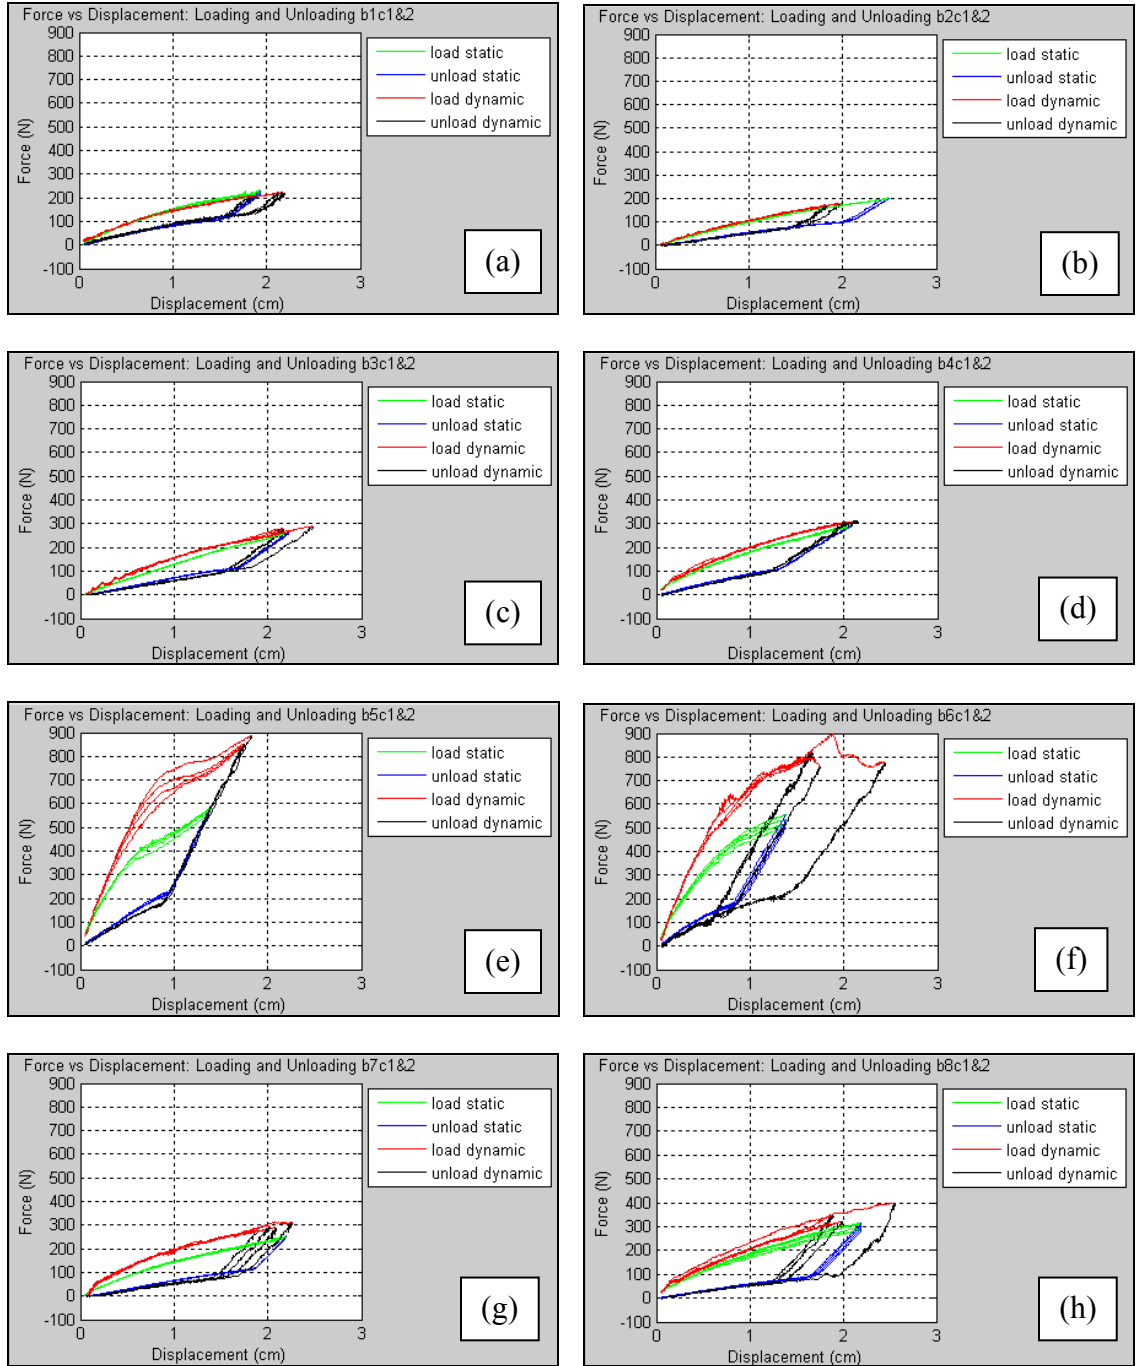 Force vs Displacement: Loading and Unloading b1c1&2
900
800
700
600
500
400
300
200
100
0
-100
0 1 2 3
Force (N)
Displacement (cm)
load static
unload static
load dynamic
unload dynamic
(a)
Force vs Displacement: Loading and Unloading b2c1&2
900
800
700
600
500
400
300
200
100
0
-100
0 1 2 3
Force (N)
Displacement (cm)
load static
unload static
load dynamic
unload dynamic
(b)
Force vs Displacement: Loading and Unloading b3c1&2
900
800
700
600
500
400
300
200
100
0
-100
0 1 2 3
Force (N)
Displacement (cm)
load static
unload static
load dynamic
unload dynamic
(c)
Force vs Displacement: Loading and Unloading b4c1&2
900
800
700
600
500
400
300
200
100
0
-100
0 1 2 3
Force (N)
Displacement (cm)
load static
unload static
load dynamic
unload dynamic
(d)
Force vs Displacement: Loading and Unloading b5c1&2
900
800
700
600
500
400
300
200
100
0
-100
0 1 2 3
Force (N)
Displacement (cm)
load static
unload static
load dynamic
unload dynamic
(e)
Force vs Displacement: Loading and Unloading b6c1&2
900
800
700
600
500
400
300
200
100
0
-100
0 1 2 3
Force (N)
Displacement (cm)
load static
unload static
load dynamic
unload dynamic
(f)
Force vs Displacement: Loading and Unloading b7c1&2
900
800
700
600
500
400
300
200
100
0
-100
0 1 2 3
Force (N)
Displacement (cm)
load static
unload static
load dynamic
unload dynamic
(g)
Force vs Displacement: Loading and Unloading b8c1&2
900
800
700
600
500
400
300
200
100
0
-100
0 1 2 3
Force (N)
Displacement (cm)
load static
unload static
load dynamic
unload dynamic
(h)